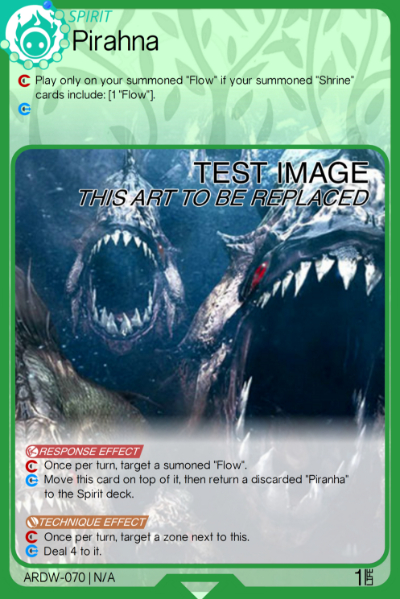 SPIRIT
Pirahna
Play only on your summoned "Flow" if your summoned "Shrine"
cards include: [1 "Flow"].
TEST IMAGE
THIS ART TO BE REPLACED
RESPONSE EFFECT
Once per turn, target a sumoned "Flow".
Move this card on top of it, then return a discarded "Piranha"
to the Spirit deck.
TECHNIQUE EFFECT
Once per turn, target a zone next to this.
Deal 4 to it.
ARDW-070 | N/A
1 LIFE